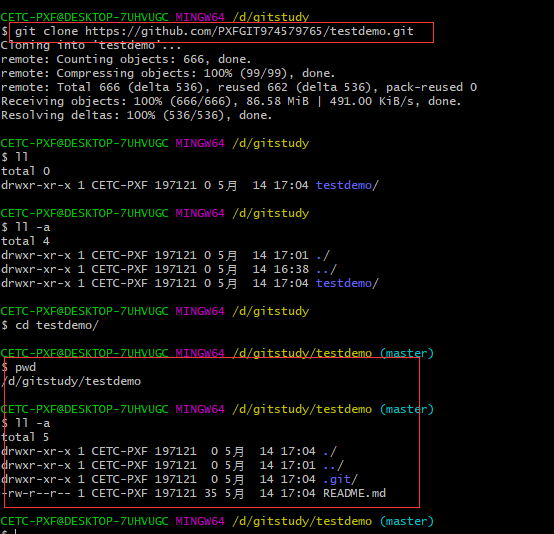 CETC-PXF@DESKTOP-7UHVUGC MINGW64 /d/gitstudy
$ git clone https://github.com/PXFGIT974579765/testdemo.git
Cloning into 'testdemo'...
remote: Counting objects: 666, done.
remote: Compressing objects: 100% (99/99), done.
remote: Total 666 (delta 536), reused 662 (delta 536), pack-reused 0
Receiving objects: 100% (666/666), 86.58 MiB | 491.00 KiB/s, done.
Resolving deltas: 100% (536/536), done.
CETC-PXF@DESKTOP-7UHVUGC MINGW64 /d/gitstudy
$ ll
total 0
drwxr-xr-x 1 CETC-PXF 197121 0 5月 14 17:04 testdemo/
CETC-PXF@DESKTOP-7UHVUGC MINGW64 /d/gitstudy
$ ll -a
total 4
drwxr-xr-x 1 CETC-PXF 197121 0 5月 14 17:01 ./
drwxr-xr-x 1 CETC-PXF 197121 0 5月 14 16:38 ../
drwxr-xr-x 1 CETC-PXF 197121 0 5月 14 17:04 testdemo/
CETC-PXF@DESKTOP-7UHVUGC MINGW64 /d/gitstudy
$ cd testdemo/
CETC-PXF@DESKTOP-7UHVUGC MINGW64 /d/gitstudy/testdemo (master)
$ pwd
/d/gitstudy/testdemo
CETC-PXF@DESKTOP-7UHVUGC MINGW64 /d/gitstudy/testdemo (master)
$ ll -a
total 5
drwxr-xr-x 1 CETC-PXF 197121 0 5月 14 17:04 ./
drwxr-xr-x 1 CETC-PXF 197121 0 5月 14 17:01 ../
drwxr-xr-x 1 CETC-PXF 197121 0 5月 14 17:04 .git/
-rw-r--r-- 1 CETC-PXF 197121 35 5月 14 17:04 README.md
CETC-PXF@DESKTOP-7UHVUGC MINGW64 /d/gitstudy/testdemo (master)
$